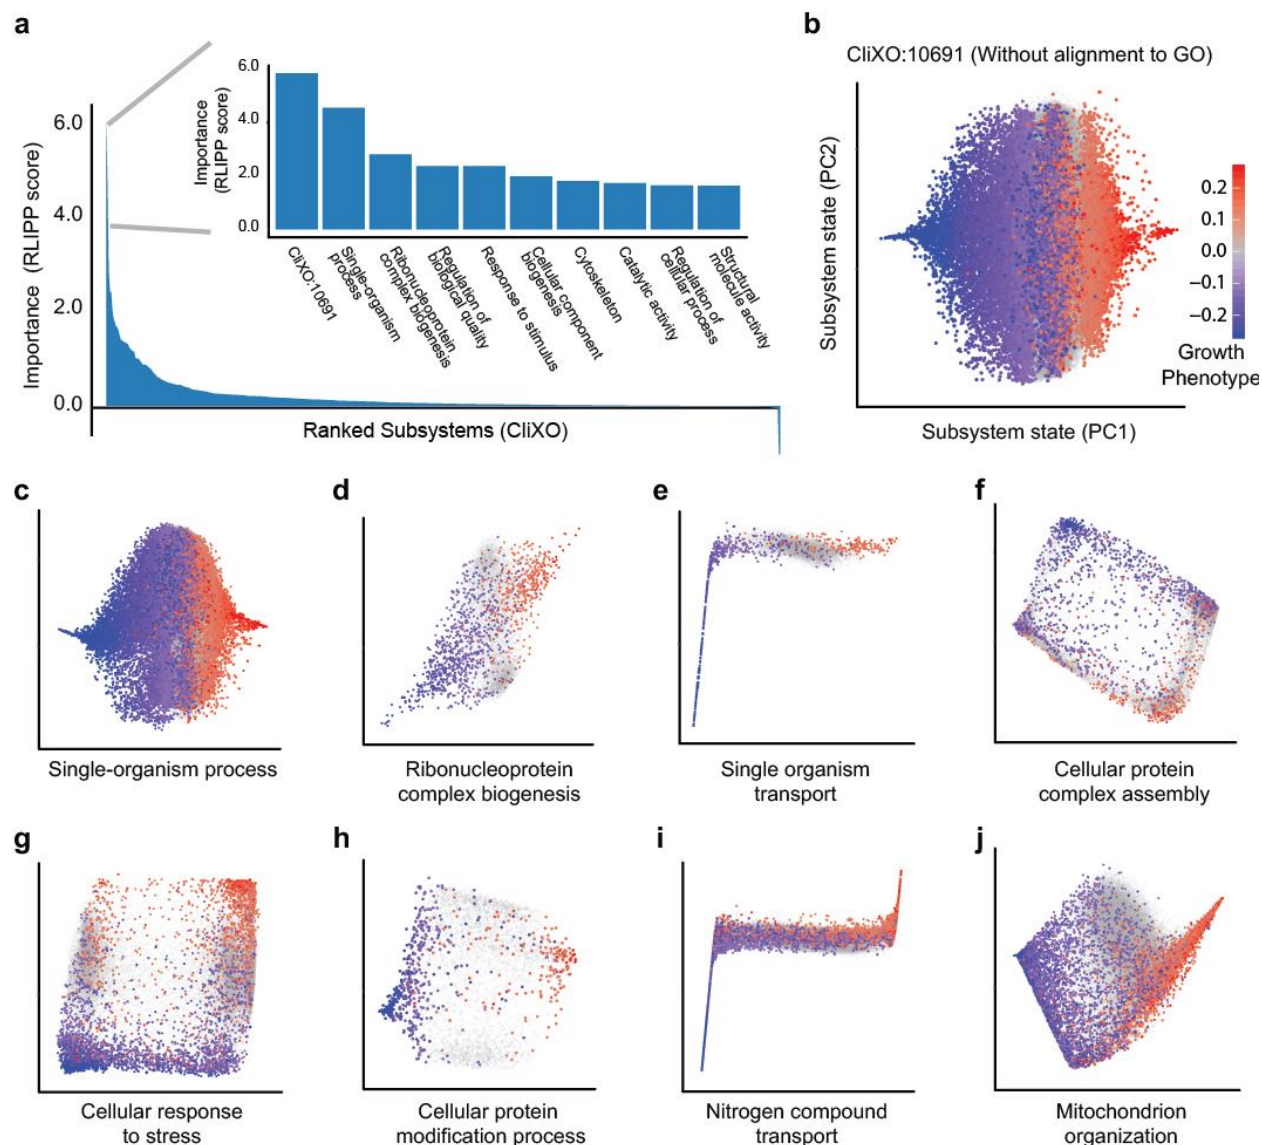 a
Importance (RLIPP score)
6.0
4.0
2.0
0.0
Ranked Subsystems (CliXO)
Importance
(RLIPP score)
6.0
4.0
2.0
0.0
CliXO:10691
Single-organism
process
Ribonucleoprotein
complex biogenesis
Regulation of
biological quality
Response to stimulus
Cellular component
biogenesis
Cytoskeleton
Catalytic activity
Regulation of
cellular process
Structural
molecule activity
b
CliXO:10691 (Without alignment to GO)
Subsystem state (PC2)
Subsystem state (PC1)
0.2
0.1
0.0
−0.1
−0.2
Growth
Phenotype
c
Single-organism process
d
Ribonucleoprotein
complex biogenesis
e
Single organism
transport
f
Cellular protein
complex assembly
g
Cellular response
to stress
h
Cellular protein
modification process
i
Nitrogen compound
transport
j
Mitochondrion
organization